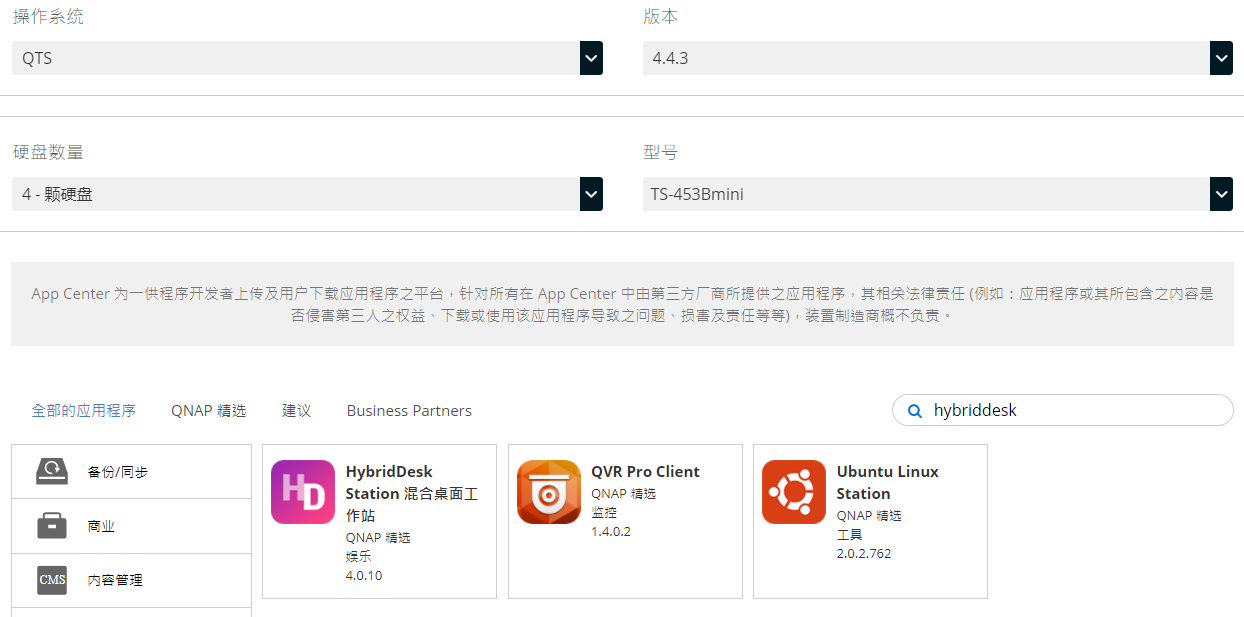 操作系统
版本
QTS
4.4.3
硬盘数量
型号
4 - 颗硬盘
TS-453Bmini
App Center 为一供程序开发者上传及用户下载应用程序之平台，针对所有在 App Center 中由第三方厂商所提供之应用程序，其相关法律责任 (例如：应用程序或其所包含之内容是
否侵害第三人之权益、下载或使用该应用程序导致之问题、损害及责任等等)，装置制造商概不负责。
全部的应用程序
QNAP 精选
建议
Business Partners
hybriddesk
备份/同步
商业
CMS
内容管理
HD
HybridDesk
Station 混合桌面工
作站
QNAP 精选
娱乐
4.0.10
QVR Pro Client
QNAP 精选
监控
1.4.0.2
Ubuntu Linux
Station
QNAP 精选
工具
2.0.2.762